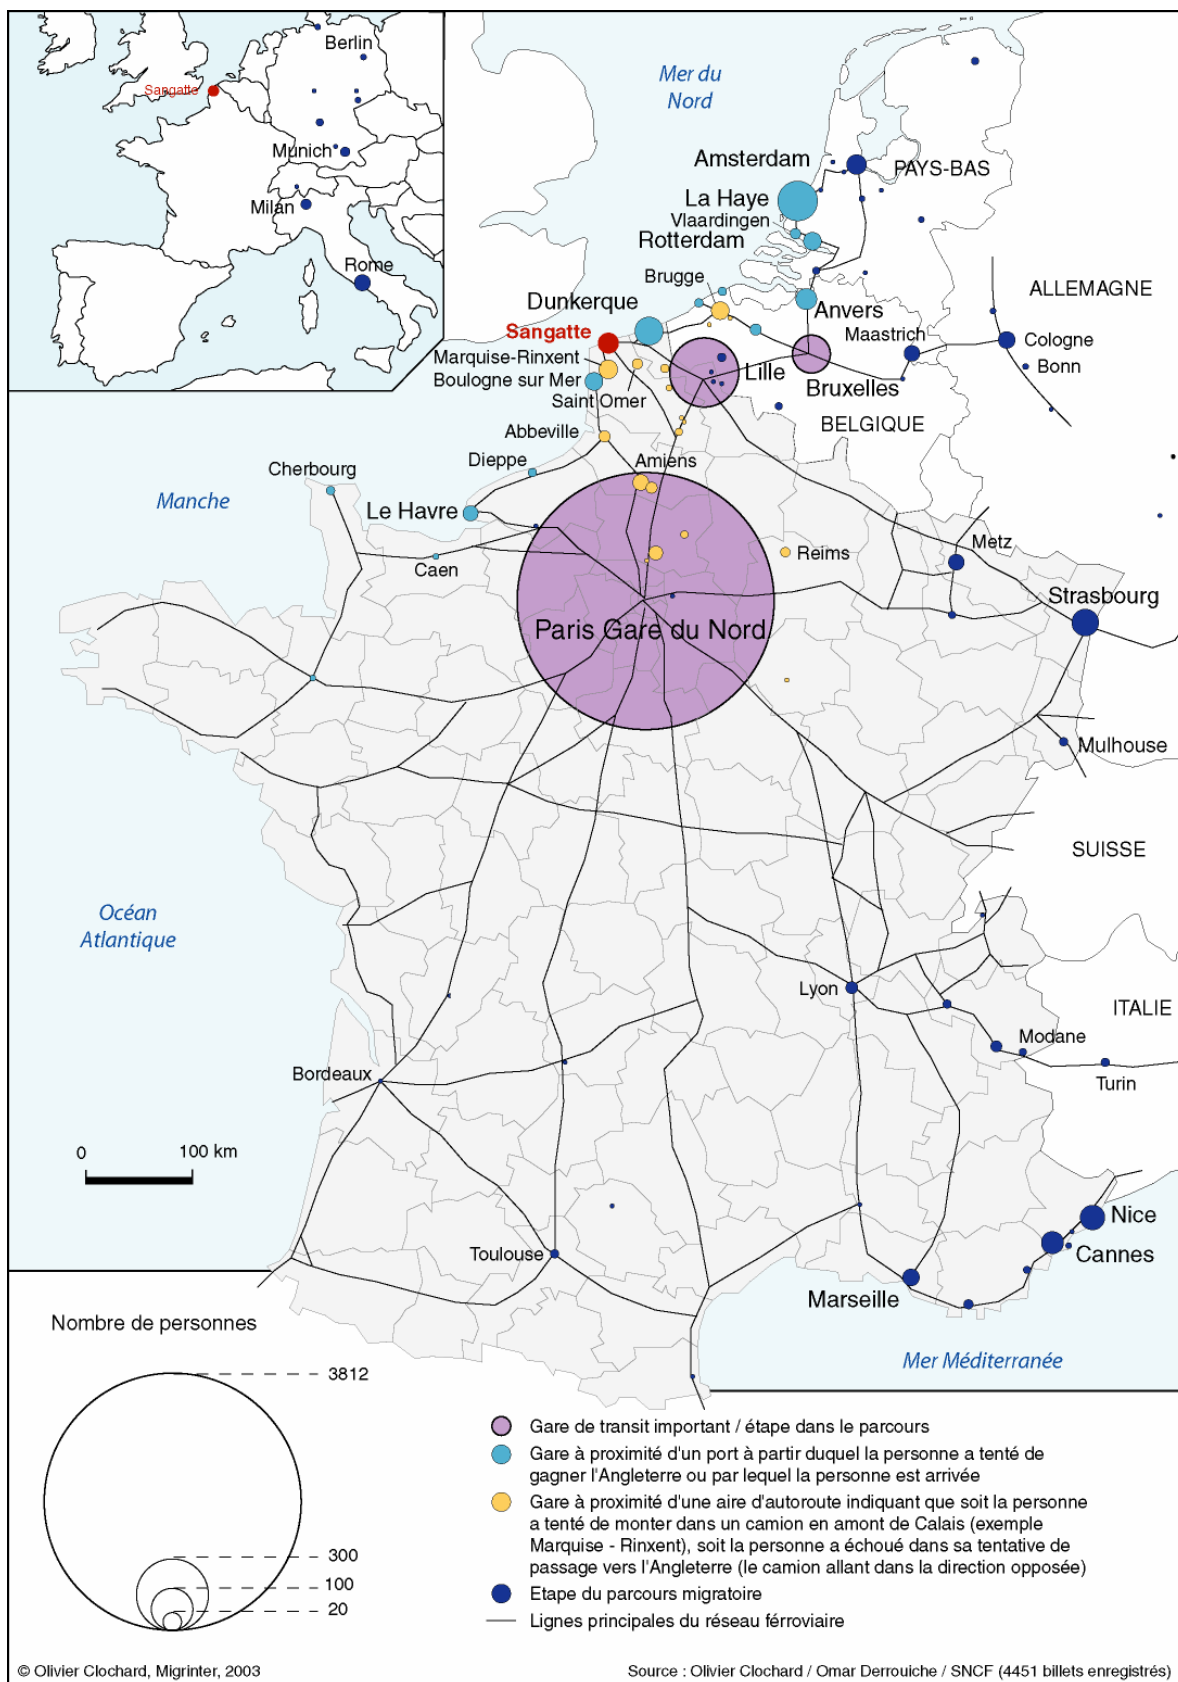 Berlin
Sangatte
Munich
Milan
Rome
Mer du
Nord
Amsterdam
PAYS-BAS
La Haye
Vlaardingen
Rotterdam
Brugge
ALLEMAGNE
Dunkerque
Anvers
Sangatte
Maastrich
Cologne
Marquise-Rinxent
Lille
Bonn
Boulogne sur Mer
Bruxelles
Saint Omer
BELGIQUE
Abbeville
Dieppe
Amiens
Cherbourg
Manche
Le Havre
Metz
Reims
Caen
Strasbourg
Paris Gare du Nord
Mulhouse
SUISSE
Océan
Atlantique
Lyon
ITALIE
Modane
Bordeaux
Turin
0 100 km
Nice
Toulouse
Cannes
Marseille
Mer Méditerranée
Nombre de personnes
3812
300
100
20
Gare de transit important / étape dans le parcours
Gare à proximité d'un port à partir duquel la personne a tenté de
gagner l'Angleterre ou par lequel la personne est arrivée
Gare à proximité d'une aire d'autoroute indiquant que soit la personne
a tenté de monter dans un camion en amont de Calais (exemple
Marquise - Rinxent), soit la personne a échoué dans sa tentative de
passage vers l'Angleterre (le camion allant dans la direction opposée)
Etape du parcours migratoire
Lignes principales du réseau férroviaire
© Olivier Clochard, Migrinter, 2003
Source : Olivier Clochard / Omar Derrouiche / SNCF (4451 billets enregistrés)